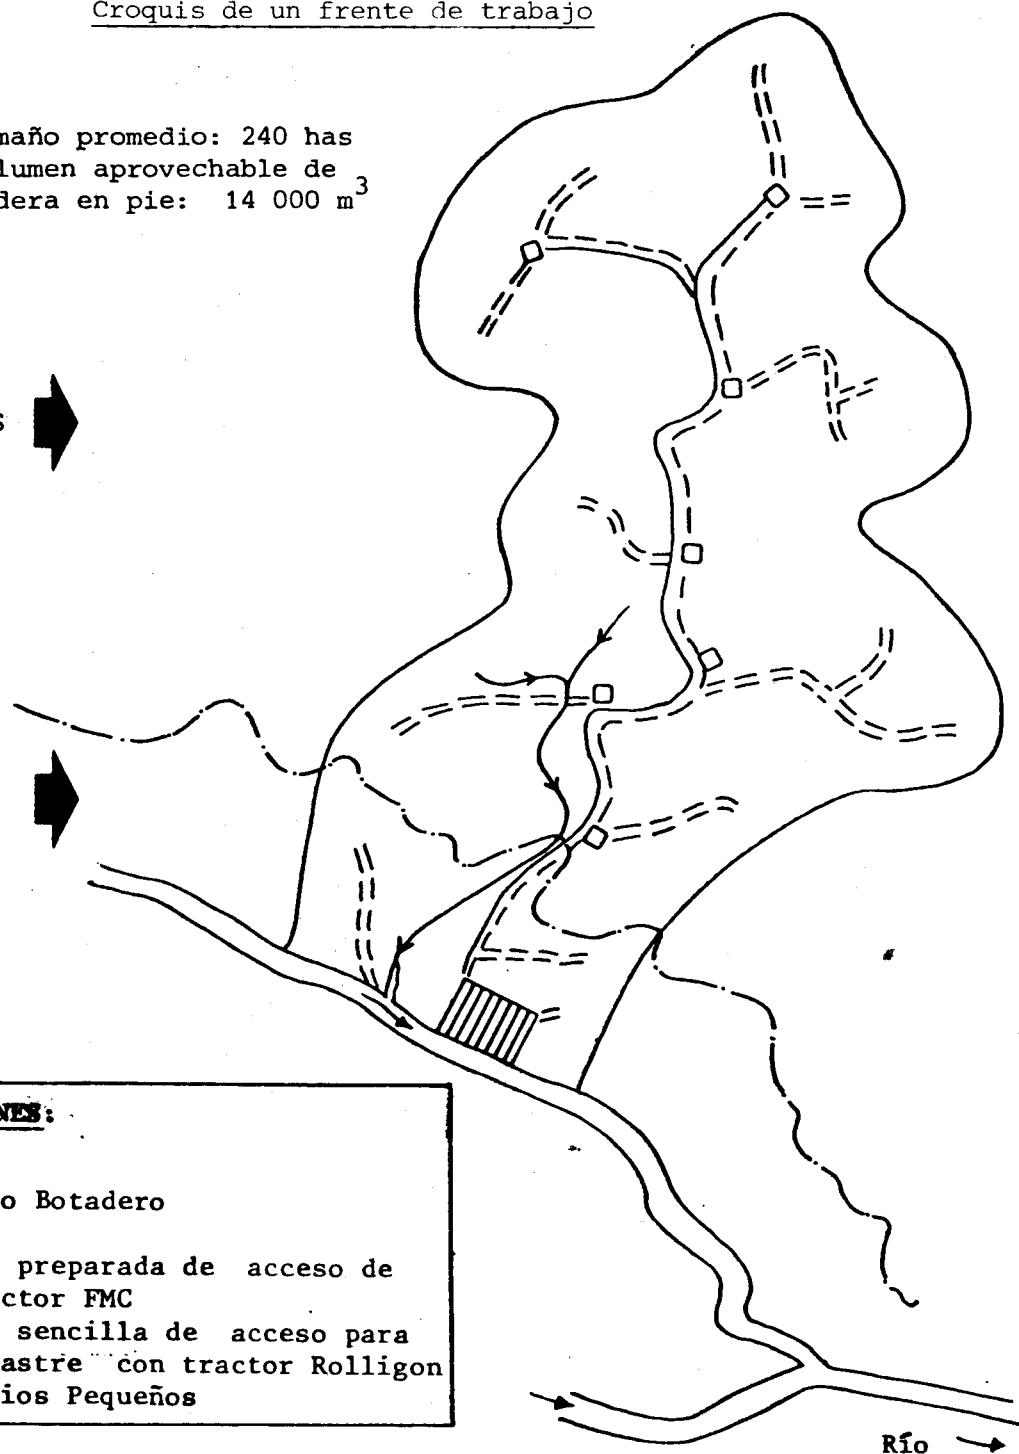 Croquis de un frente de trabajo
maño promedio: 240 has
lumen aprovechable de
dera en pie: 14 000 m³
s
NES:
o Botadero
preparada de acceso de
ctor FMC
sencilla de acceso para
astre con tractor Rolligon
ios Pequeños
Río